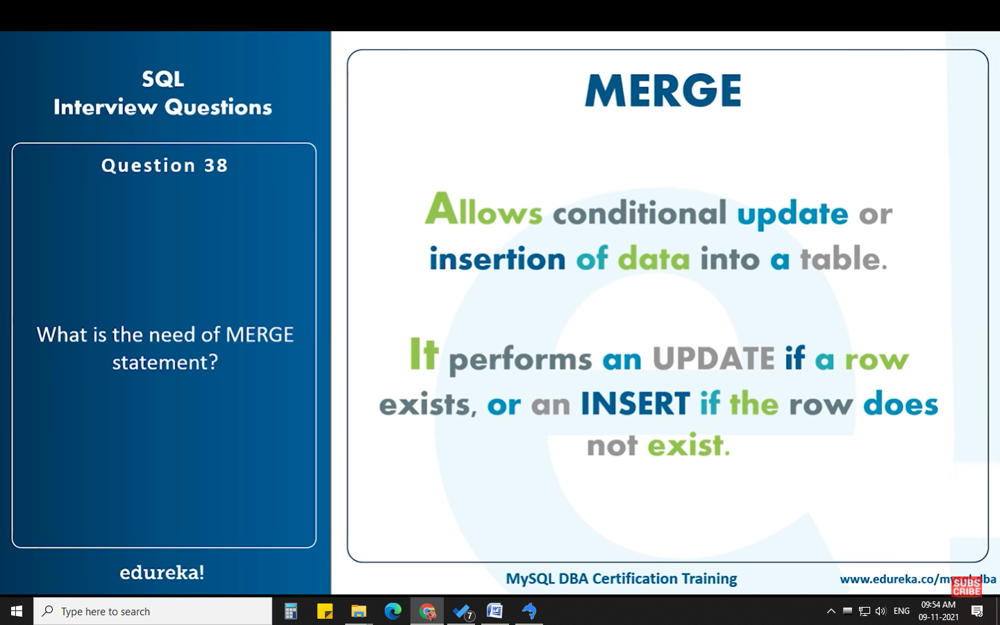 SQL
Interview Questions
Question 38
What is the need of MERGE
statement?
edureka!
MERGE
Allows conditional update or
insertion of data into a table.
It performs an UPDATE if a row
exists, or an INSERT if the row does
not exist.
MySQL DBA Certification Training
www.edureka.co/mysql-dba
SUBS
CRIBE
Type here to search
7
ENG
09:54 AM
09-11-2021